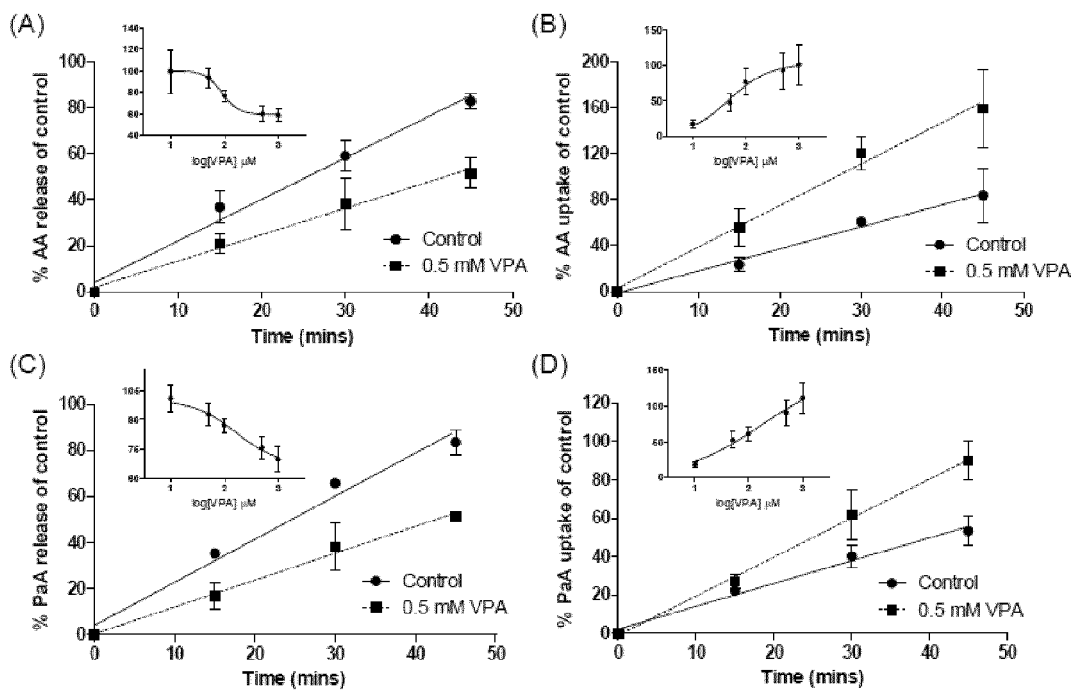 (A)
% AA release of control
100
80
60
40
20
0
0 10 20 30 40 50
Time (mins)
Control
0.5 mM VPA
140
120
100
80
60
40
1 2 3
log[VPA] µM
(B)
% AA uptake of control
200
160
120
80
40
0
0 10 20 30 40 50
Time (mins)
Control
0.5 mM VPA
150
100
50
0
1 2 3
log[VPA] µM
(C)
% PaA release of control
100
80
60
40
20
0
0 10 20 30 40 50
Time (mins)
Control
0.5 mM VPA
105
90
75
60
1 2 3
log[VPA] µM
(D)
% PaA uptake of control
120
100
80
60
40
20
0
0 10 20 30 40 50
Time (mins)
Control
0.5 mM VPA
150
100
50
0
1 2 3
log[VPA] µM